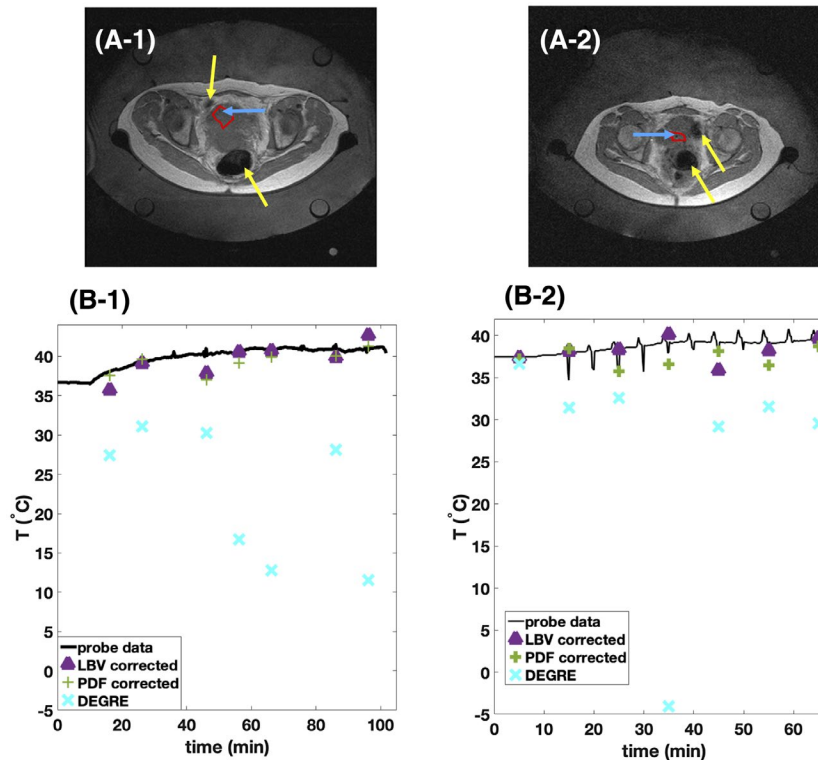 (A-1)
(A-2)
(B-1)
T (°C)
40
35
30
25
20
15
10
5
0
-5
probe data
LBV corrected
PDF corrected
DEGRE
0 20 40 60 80 100
time (min)
(B-2)
T (°C)
40
35
30
25
20
15
10
5
0
-5
probe data
LBV corrected
PDF corrected
DEGRE
0 10 20 30 40 50 60
time (min)